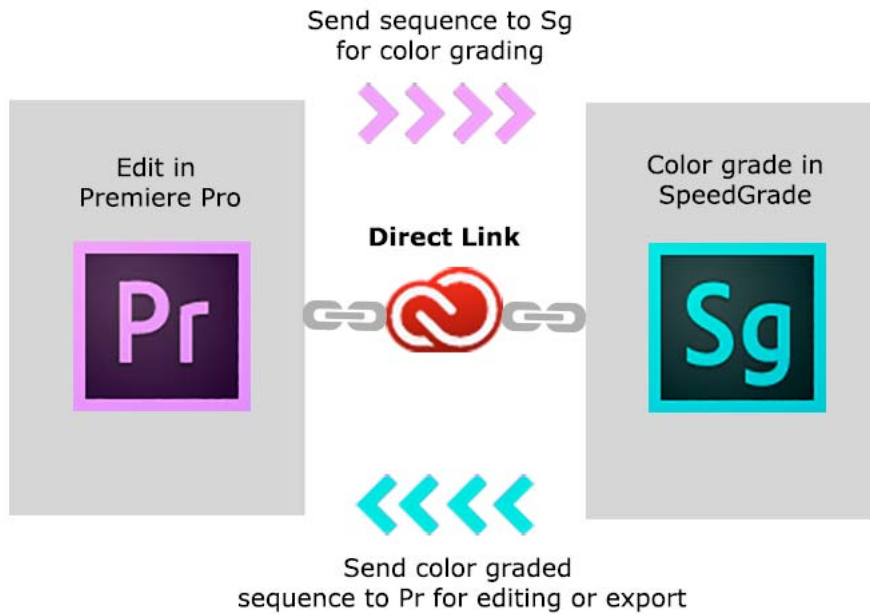 Send sequence to Sg
for color grading
Edit in
Premiere Pro
Pr
Direct Link
Color grade in
SpeedGrade
Sg
Send color graded
sequence to Pr for editing or export